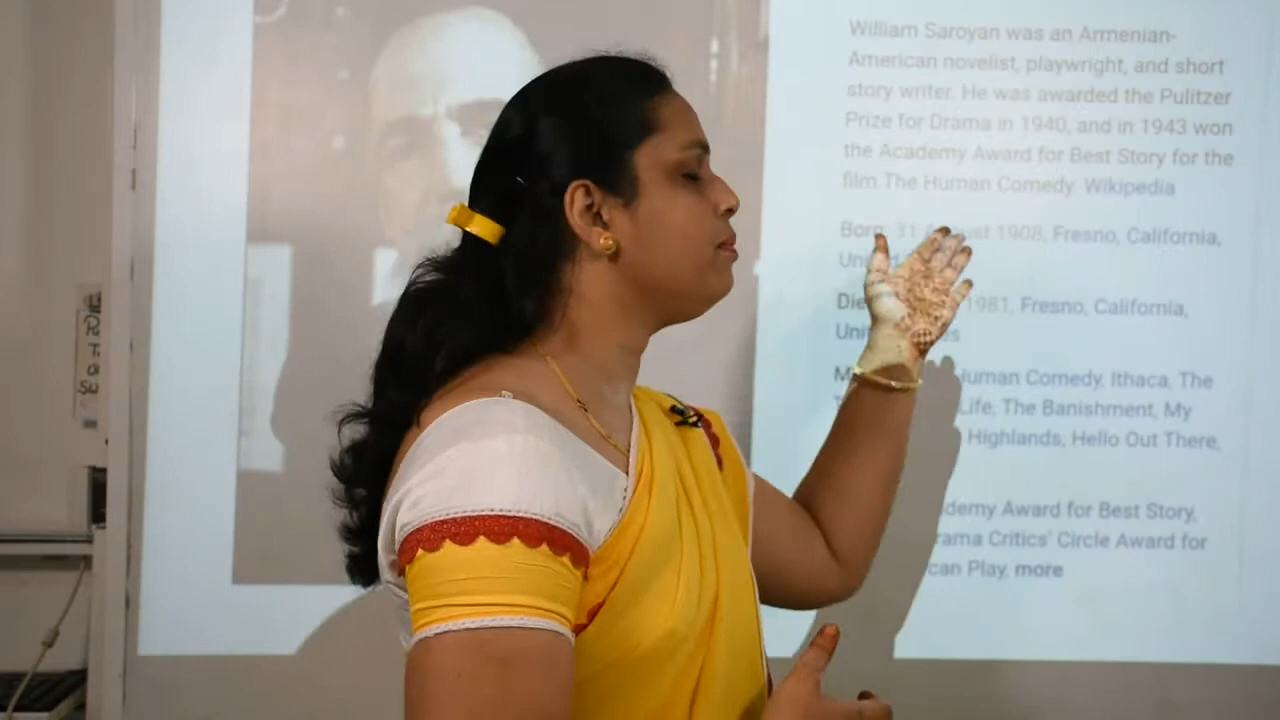 William Saroyan was an Armenian-
American novelist, playwright, and short
story writer. He was awarded the Pulitzer
Prize for Drama in 1940, and in 1943 won
the Academy Award for Best Story for the
film The Human Comedy. Wikipedia
Born: 31 August 1908, Fresno, California,
1981, Fresno, California,
Human Comedy, Ithaca, The
Life, The Banishment, My
Highlands, Hello Out There,
Academy Award for Best Story,
Drama Critics' Circle Award for
Play, more